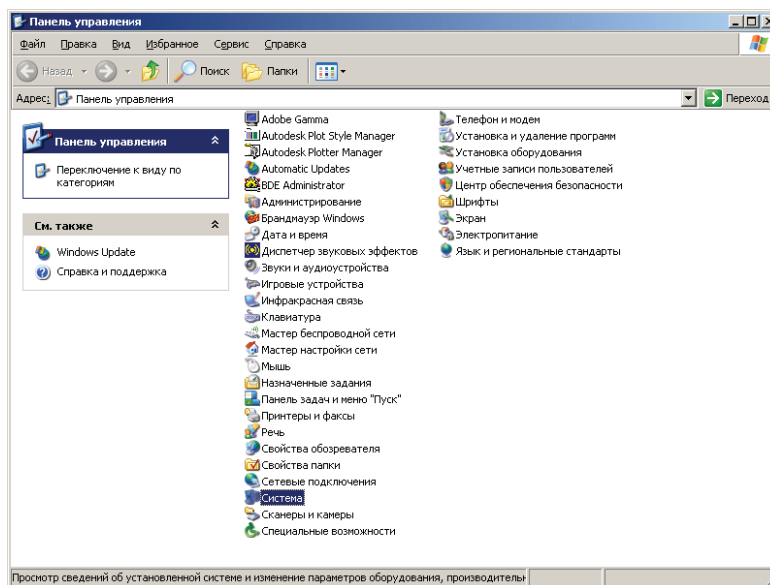 Панель управления
Файл Правка Вид Избранное Сервис Справка
Назад Поиск Папки
Адрес: Панель управления Переход
Панель управления
Переключение к виду по
категориям
См. также
Windows Update
Справка и поддержка
Adobe Gamma
Autodesk Plot Style Manager
Autodesk Plotter Manager
Automatic Updates
BDE Administrator
Администрирование
Брандмауэр Windows
Дата и время
Диспетчер звуковых эффектов
Звуки и аудиоустройства
Игровые устройства
Инфракрасная связь
Клавиатура
Мастер беспроводной сети
Мастер настройки сети
Мышь
Назначенные задания
Панель задач и меню "Пуск"
Принтеры и факсы
Речь
Свойства обозревателя
Свойства папки
Сетевые подключения
Система
Сканеры и камеры
Специальные возможности
Телефон и модем
Установка и удаление программ
Установка оборудования
Учетные записи пользователей
Центр обеспечения безопасности
Шрифты
Экран
Электропитание
Язык и региональные стандарты
Просмотр сведений об установленной системе и изменение параметров оборудования, производительн